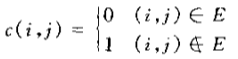 c(i,j) = { 0 (i,j) ∈ E
1 (i,j) ∉ E